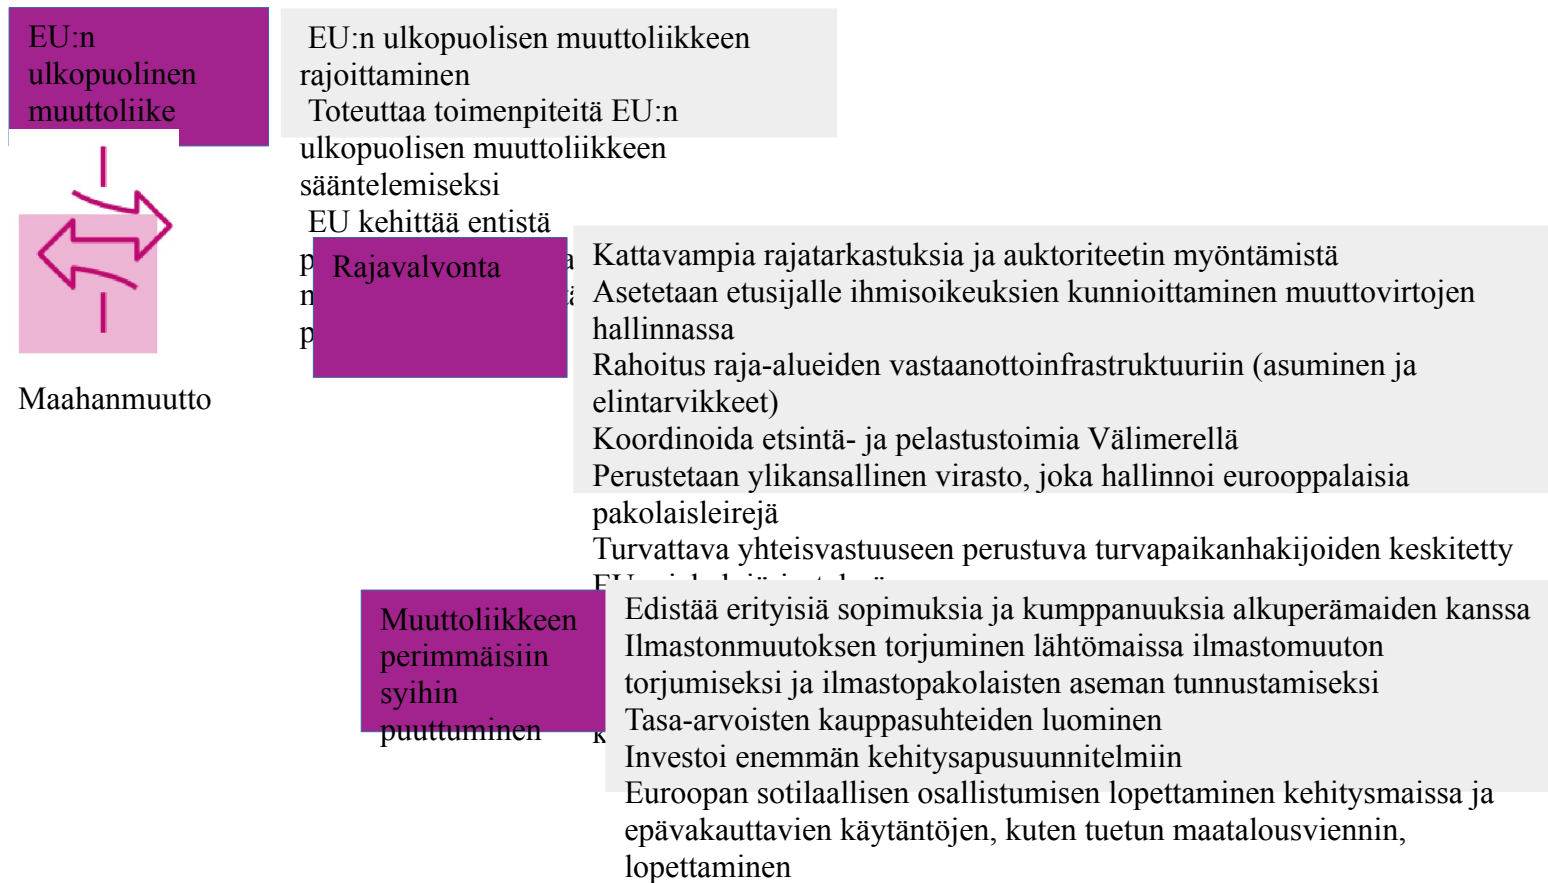 EU:n
ulkopuolinen
muuttoliike
EU:n ulkopuolisen muuttoliikkeen
rajoittaminen
Toteuttaa toimenpiteitä EU:n
ulkopuolisen muuttoliikkeen
sääntelemiseksi
EU kehittää entistä
Maahanmuutto
Rajavalvonta
Kattavampia rajatarkastuksia ja auktoriteetin myöntämistä
Asetetaan etusijalle ihmisoikeuksien kunnioittaminen muuttovirtojen
hallinnassa
Rahoitus raja-alueiden vastaanottoinfrastruktuuriin (asuminen ja
elintarvikkeet)
Koordinoida etsintä- ja pelastustoimia Välimerellä
Perustetaan ylikansallinen virasto, joka hallinnoi eurooppalaisia
pakolaisleirejä
Turvattava yhteisvastuuseen perustuva turvapaikanhakijoiden keskitetty
Muuttoliikkeen
perimmäisiin
syihin
puuttuminen
Edistää erityisiä sopimuksia ja kumppanuuksia alkuperämaiden kanssa
Ilmastonmuutoksen torjuminen lähtömaissa ilmastomuuton
torjumiseksi ja ilmastopakolaisten aseman tunnustamiseksi
Tasa-arvoisten kauppasuhteiden luominen
Investoi enemmän kehitysapusuunnitelmiin
Euroopan sotilaallisen osallistumisen lopettaminen kehitysmaissa ja
epävakauttavien käytäntöjen, kuten tuetun maatalousviennin,
lopettaminen